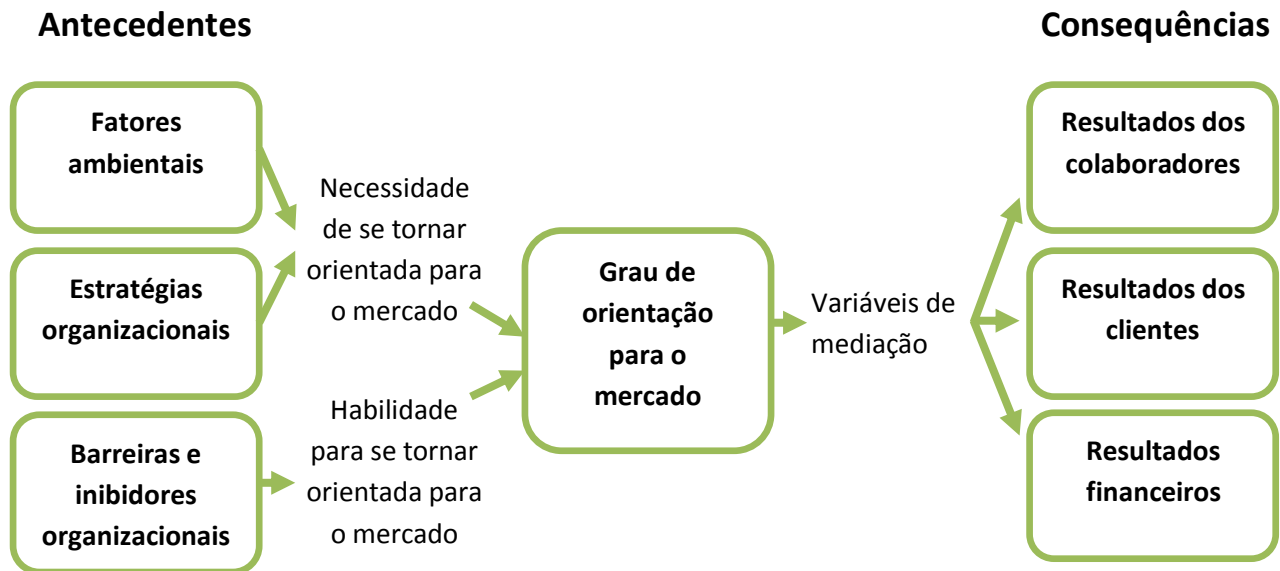 Antecedentes
Consequências
Fatores
ambientais
Estratégias
organizacionais
Barreiras e
inibidores
organizacionais
Necessidade
de se tornar
orientada para
o mercado
Habilidade
para se tornar
orientada para
o mercado
Grau de
orientação
para o
mercado
Variáveis de
mediação
Resultados dos
colaboradores
Resultados dos
clientes
Resultados
financeiros